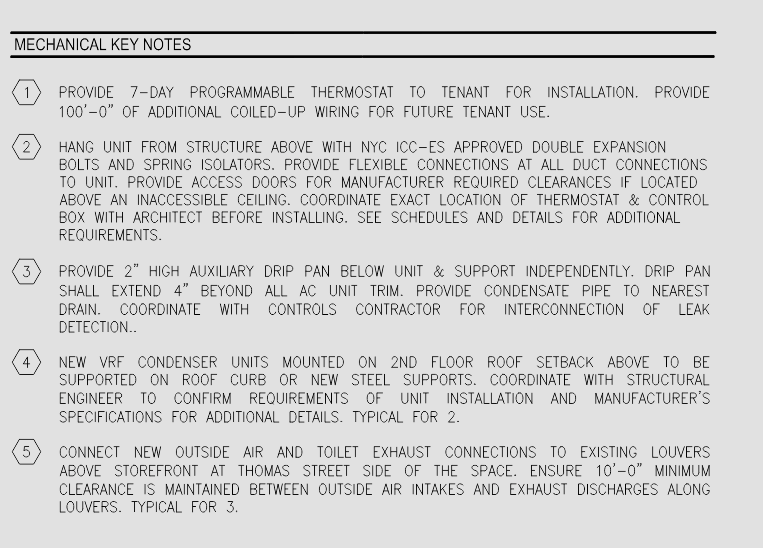 MECHANICAL KEY NOTES
1 PROVIDE 7-DAY PROGRAMMABLE THERMOSTAT TO TENANT FOR INSTALLATION. PROVIDE
100'-0" OF ADDITIONAL COILED-UP WIRING FOR FUTURE TENANT USE.
2 HANG UNIT FROM STRUCTURE ABOVE WITH NYC ICC-ES APPROVED DOUBLE EXPANSION
BOLTS AND SPRING ISOLATORS. PROVIDE FLEXIBLE CONNECTIONS AT ALL DUCT CONNECTIONS
TO UNIT. PROVIDE ACCESS DOORS FOR MANUFACTURER REQUIRED CLEARANCES IF LOCATED
ABOVE AN INACCESSIBLE CEILING. COORDINATE EXACT LOCATION OF THERMOSTAT & CONTROL
BOX WITH ARCHITECT BEFORE INSTALLING. SEE SCHEDULES AND DETAILS FOR ADDITIONAL
REQUIREMENTS.
3 PROVIDE 2" HIGH AUXILIARY DRIP PAN BELOW UNIT & SUPPORT INDEPENDENTLY. DRIP PAN
SHALL EXTEND 4" BEYOND ALL AC UNIT TRIM. PROVIDE CONDENSATE PIPE TO NEAREST
DRAIN. COORDINATE WITH CONTROLS CONTRACTOR FOR INTERCONNECTION OF LEAK
DETECTION..
4 NEW VRF CONDENSER UNITS MOUNTED ON 2ND FLOOR ROOF SETBACK ABOVE TO BE
SUPPORTED ON ROOF CURB OR NEW STEEL SUPPORTS. COORDINATE WITH STRUCTURAL
ENGINEER TO CONFIRM REQUIREMENTS OF UNIT INSTALLATION AND MANUFACTURER'S
SPECIFICATIONS FOR ADDITIONAL DETAILS. TYPICAL FOR 2.
5 CONNECT NEW OUTSIDE AIR AND TOILET EXHAUST CONNECTIONS TO EXISTING LOUVERS
ABOVE STOREFRONT AT THOMAS STREET SIDE OF THE SPACE. ENSURE 10'-0" MINIMUM
CLEARANCE IS MAINTAINED BETWEEN OUTSIDE AIR INTAKES AND EXHAUST DISCHARGES ALONG
LOUVERS. TYPICAL FOR 3.